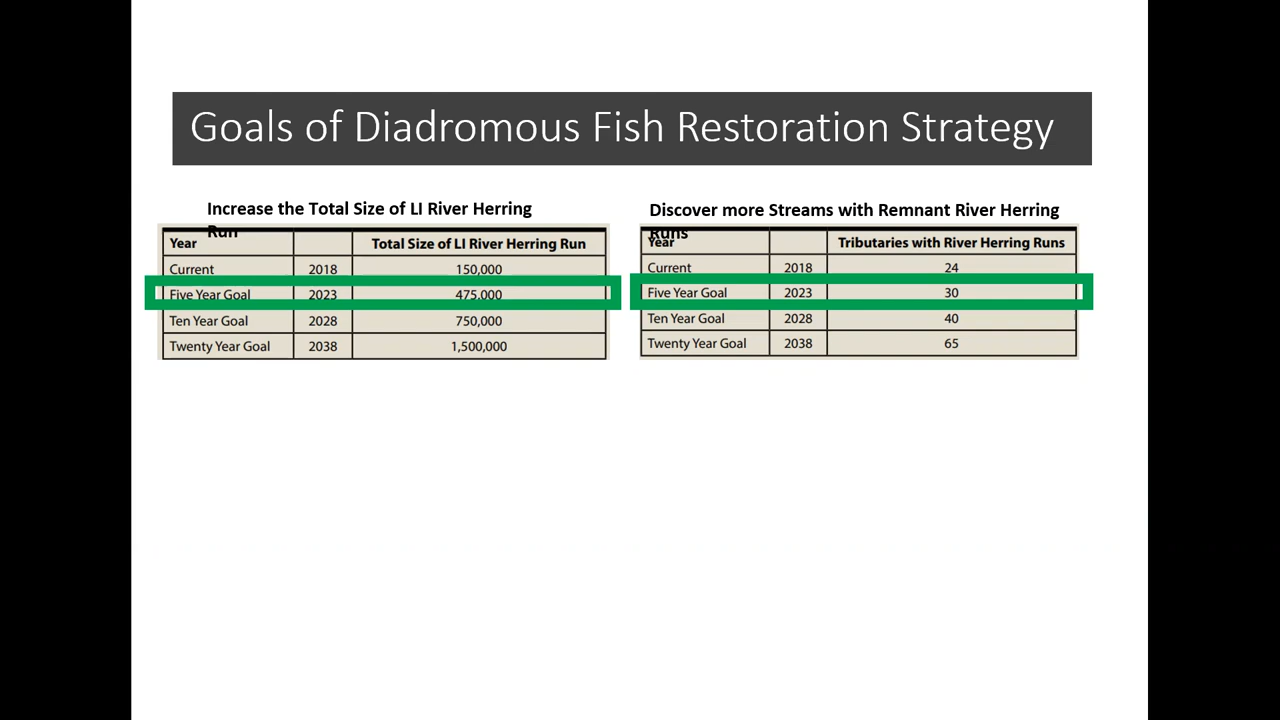 Goals of Diadromous Fish Restoration Strategy
Increase the Total Size of LI River Herring
Run
Year Total Size of LI River Herring Run
Current 2018 150,000
Five Year Goal 2023 475,000
Ten Year Goal 2028 750,000
Twenty Year Goal 2038 1,500,000
Discover more Streams with Remnant River Herring
Runs
Year Tributaries with River Herring Runs
Current 2018 24
Five Year Goal 2023 30
Ten Year Goal 2028 40
Twenty Year Goal 2038 65